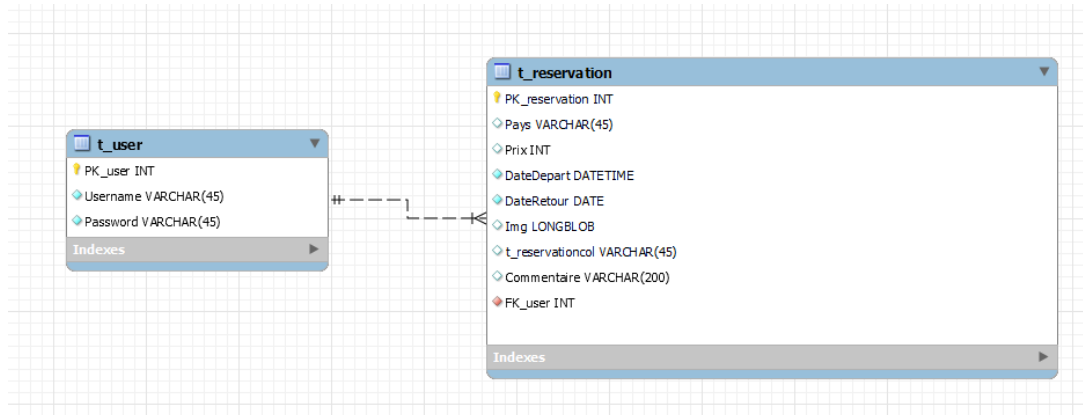 t_user
PK_user INT
Username VARCHAR(45)
Password VARCHAR(45)
Indexes
t_reservation
PK_reservation INT
Pays VARCHAR(45)
Prix INT
DateDepart DATETIME
DateRetour DATE
Img LONGBLOB
t_reservationcol VARCHAR(45)
Commentaire VARCHAR(200)
FK_user INT
Indexes